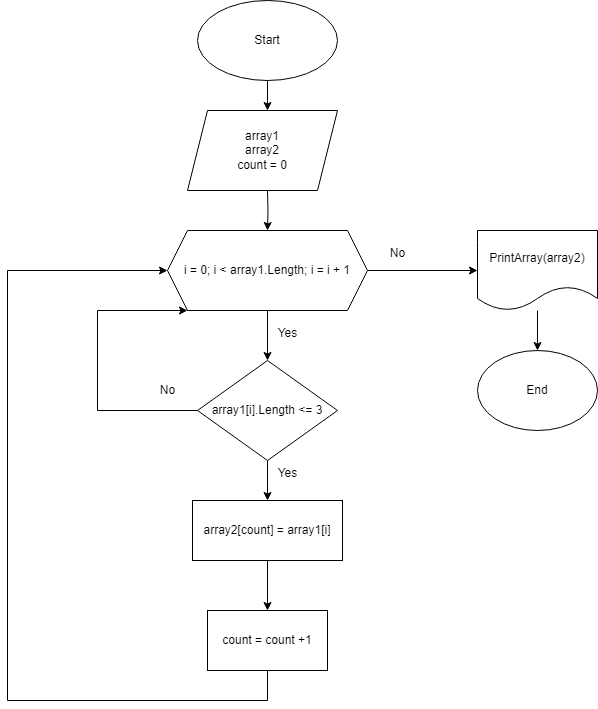 Start
array1
array2
count = 0
i = 0; i < array1.Length; i = i + 1
No
PrintArray(array2)
Yes
End
No
array1[i].Length <= 3
Yes
array2[count] = array1[i]
count = count +1